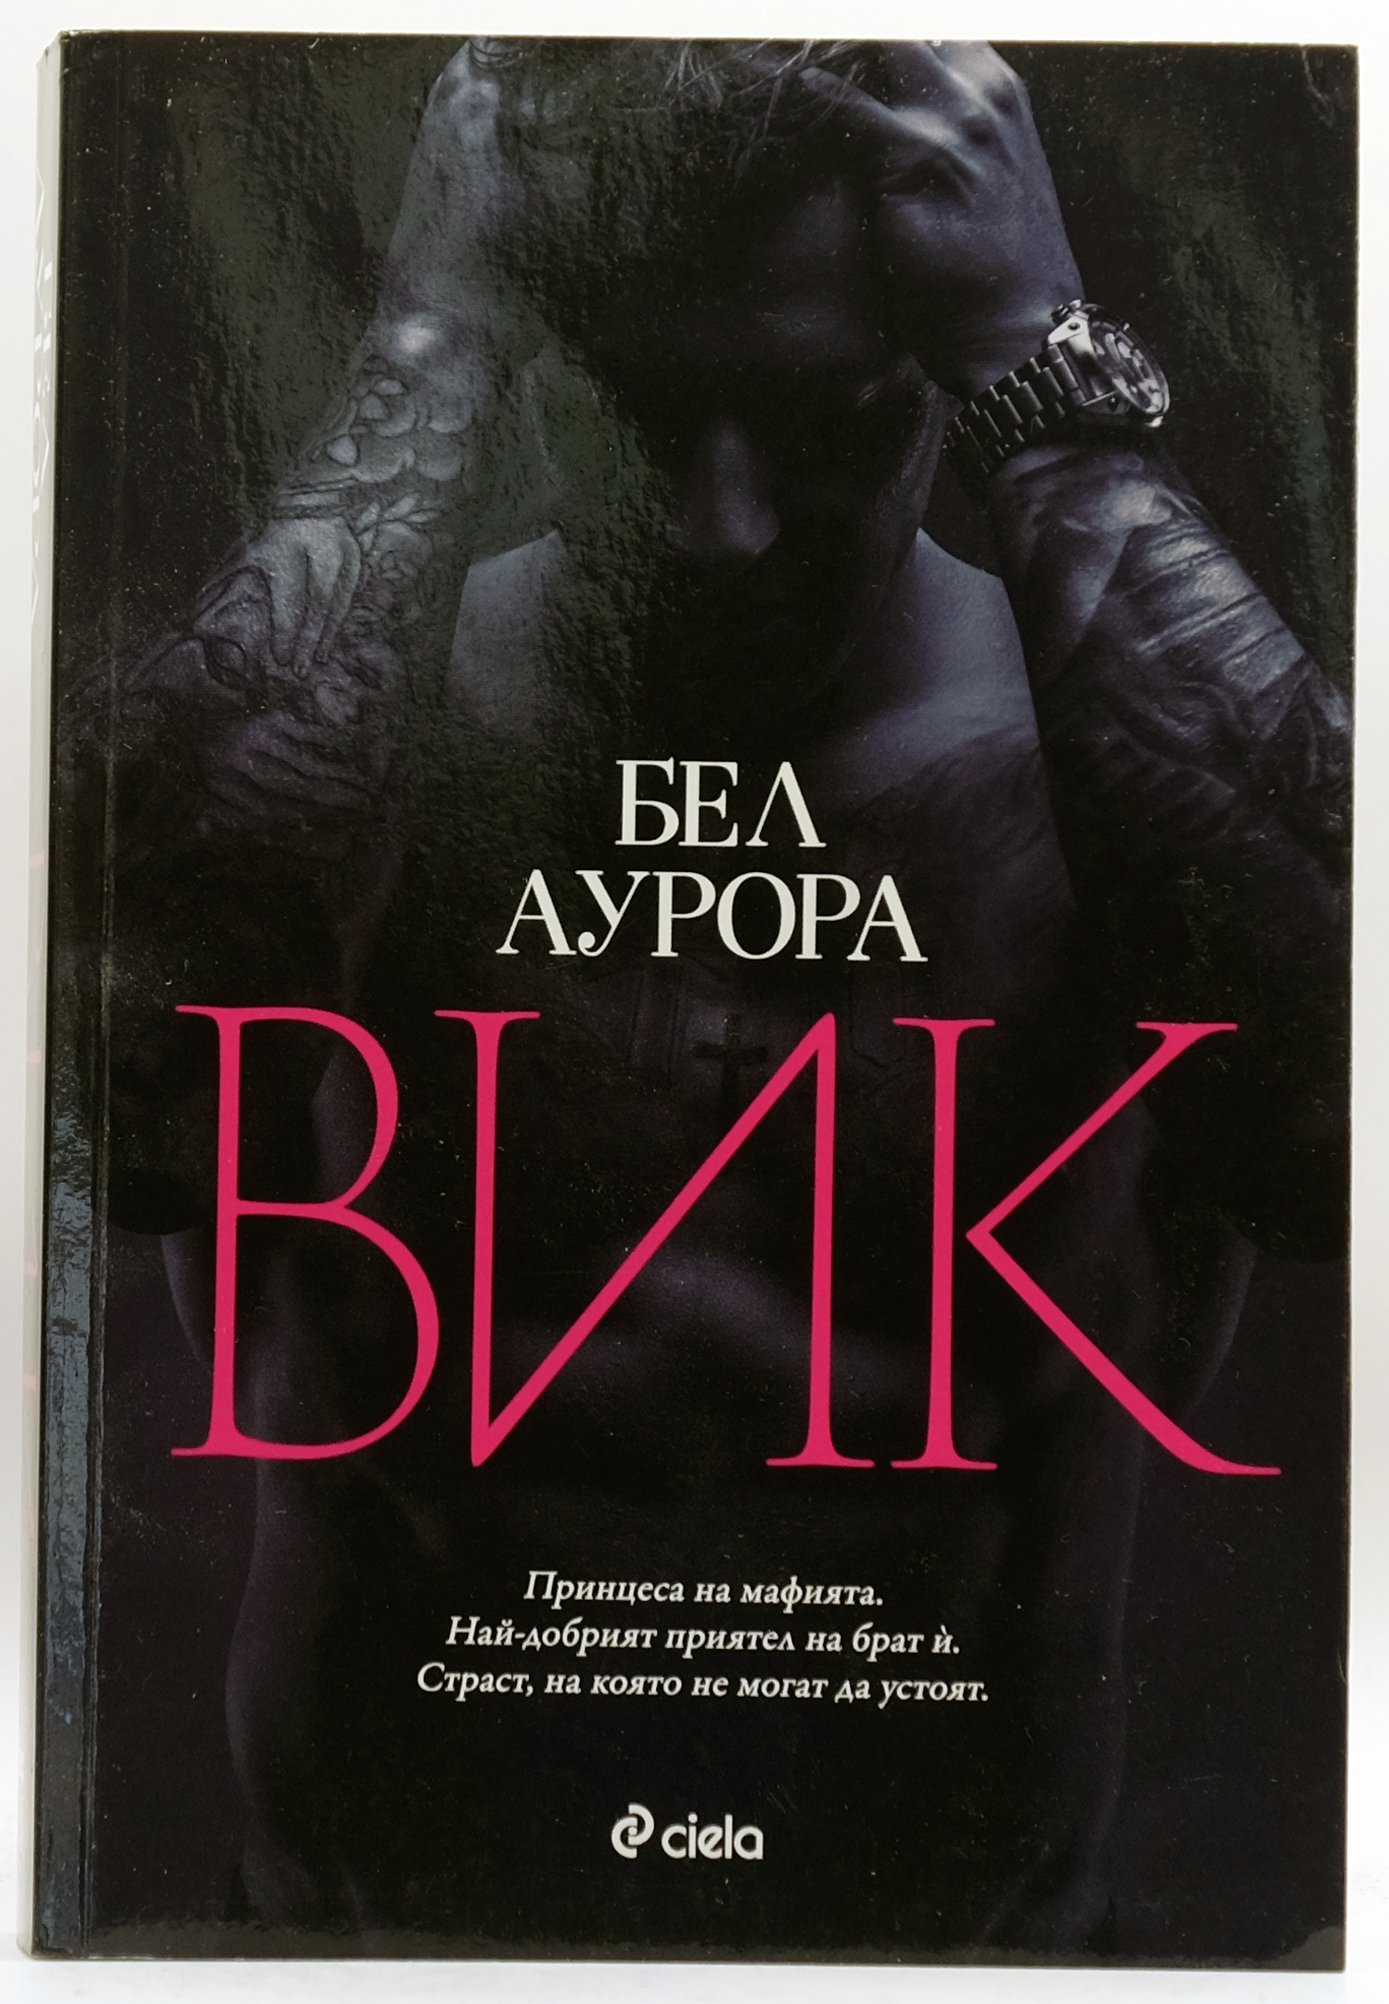 БЕЛ
АУРОРА
ВИК
Принцеса на мафията.
Най-добрият приятел на брат ѝ.
Страст, на която не могат да устоят.
ciela